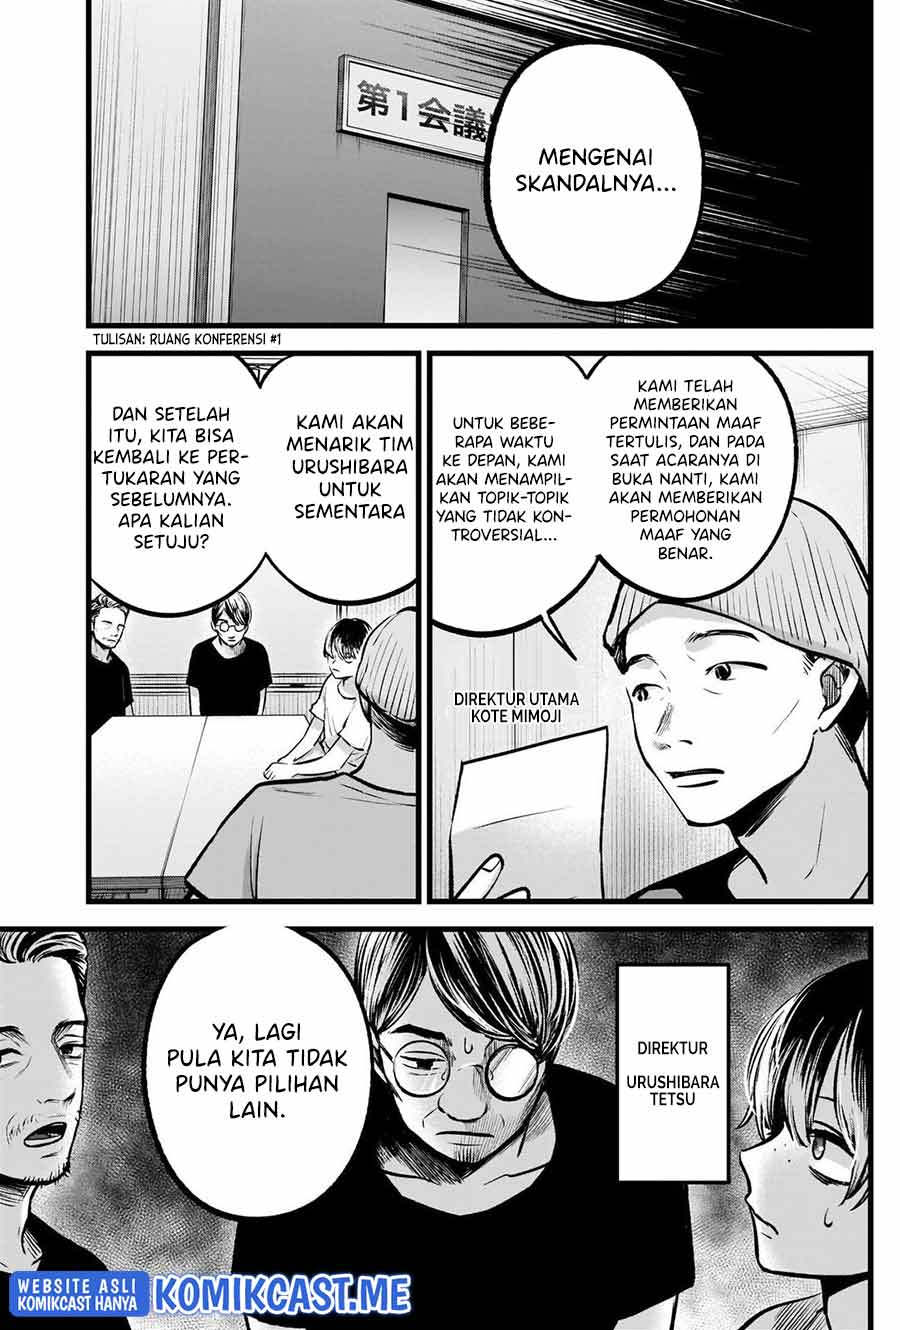 第1会議
MENGENAI
SKANDALNYA...
TULISAN: RUANG KONFERENSI #1
KAMI TELAH
MEMBERIKAN
PERMINTAAN MAAF
TERTULIS, DAN PADA
SAAT ACARANYA DI
BUKA NANTI, KAMI
AKAN MEMBERIKAN
PERMOHONAN
MAAF YANG
BENAR.
UNTUK BEBE-
RAPA WAKTU
KE DEPAN, KAMI
AKAN MENAMPIL-
KAN TOPIK-TOPIK
YANG TIDAK KON-
TROVERSIAL...
DIREKTUR UTAMA
KOTE MIMOJI
KAMI AKAN
MENARIK TIM
URUSHIBARA
UNTUK
SEMENTARA
DAN SETELAH
ITU, KITA BISA
KEMBALI KE PER-
TUKARAN YANG
SEBELUMNYA.
APA KALIAN
SETUJU?
DIREKTUR
URUSHIBARA
TETSU
YA, LAGI
PULA KITA TIDAK
PUNYA PILIHAN
LAIN.
WEBSITE ASLI
KOMIKCAST HANYA
KOMIKCAST.ME